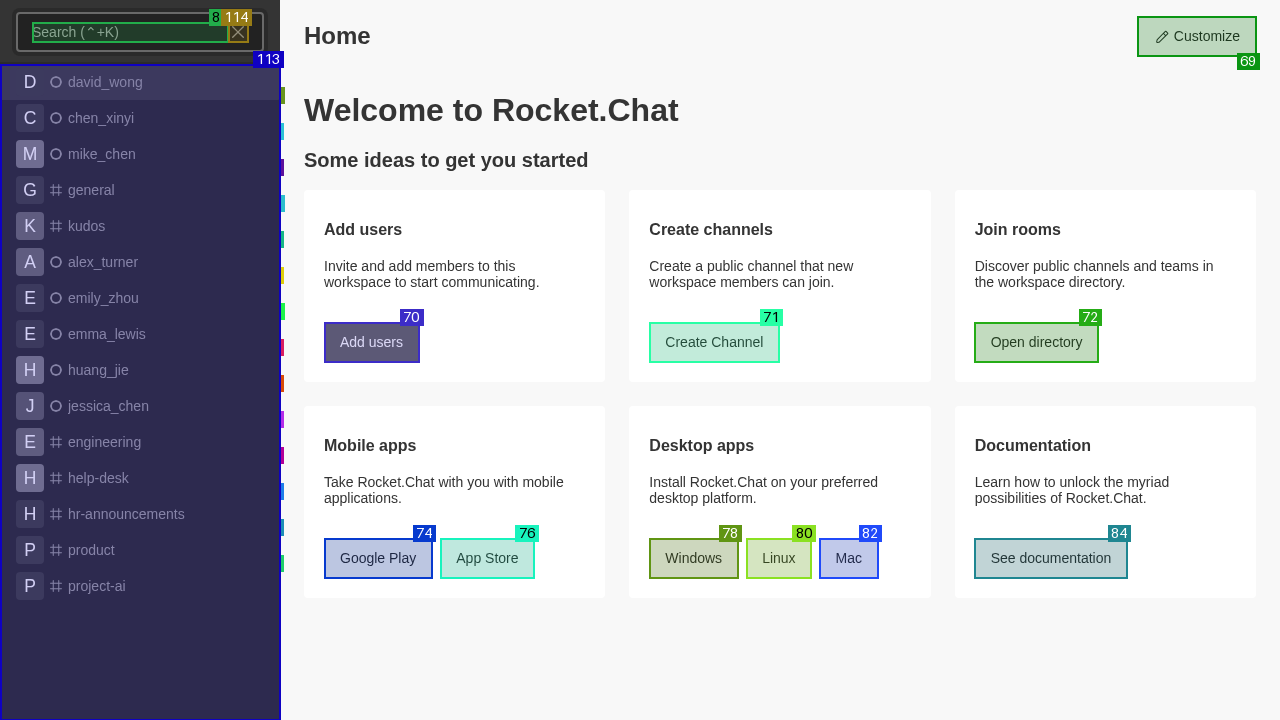 Search (⌃+K)
8
114
113
D david_wong
C chen_xinyi
M mike_chen
G general
K kudos
A alex_turner
E emily_zhou
E emma_lewis
H huang_jie
J jessica_chen
E engineering
H help-desk
H hr-announcements
P product
P project-ai
Home
Customize
69
Welcome to Rocket.Chat
Some ideas to get you started
Add users
Invite and add members to this
workspace to start communicating.
70
Add users
Create channels
Create a public channel that new
workspace members can join.
71
Create Channel
Join rooms
Discover public channels and teams in
the workspace directory.
72
Open directory
Mobile apps
Take Rocket.Chat with you with mobile
applications.
74
Google Play
76
App Store
Desktop apps
Install Rocket.Chat on your preferred
desktop platform.
78
Windows
80
Linux
82
Mac
Documentation
Learn how to unlock the myriad
possibilities of Rocket.Chat.
84
See documentation